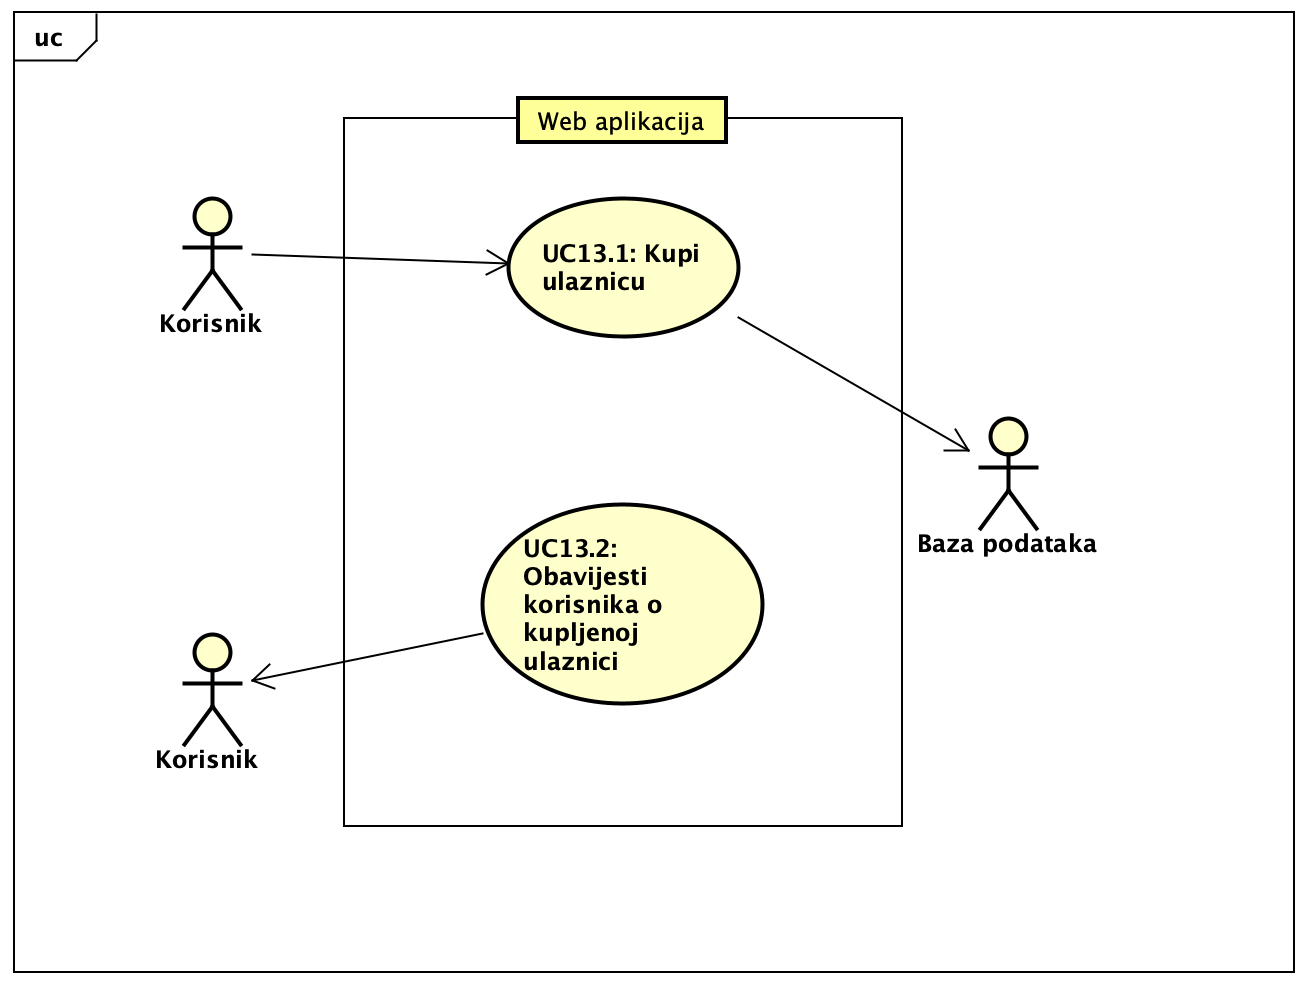 uc
Web aplikacija
UC13.1: Kupi
ulaznicu
Korisnik
Baza podataka
UC13.2:
Obavijesti
korisnika o
kupljenoj
ulaznici
Korisnik